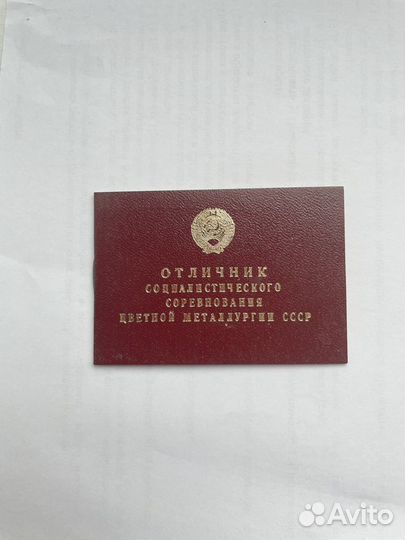 ОТЛИЧНИК
СОЦИАЛИСТИЧЕСКОГО
СОРЕВНОВАНИЯ
ЦВЕТНОЙ МЕТАЛЛУРГИИ СССР
Avito